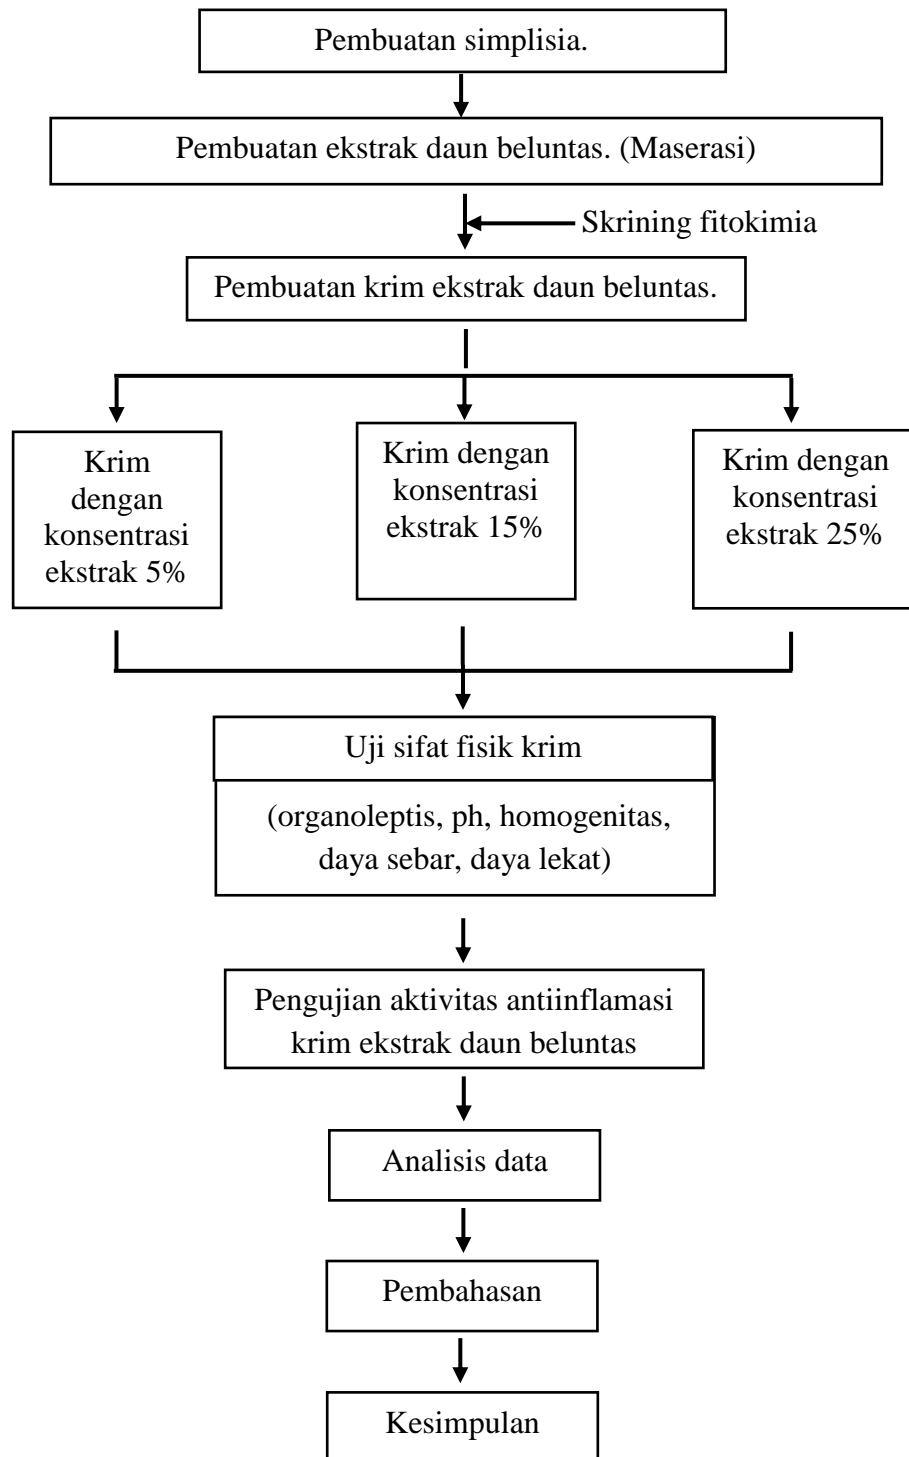 Pembuatan simplisia.
Pembuatan ekstrak daun beluntas. (Maserasi)
Skrining fitokimia
Pembuatan krim ekstrak daun beluntas.
Krim
dengan
konsentrasi
ekstrak 5%
Krim dengan
konsentrasi
ekstrak 15%
Krim dengan
konsentrasi
ekstrak 25%
Uji sifat fisik krim
(organoleptis, ph, homogenitas,
daya sebar, daya lekat)
Pengujian aktivitas antiinflamasi
krim ekstrak daun beluntas
Analisis data
Pembahasan
Kesimpulan